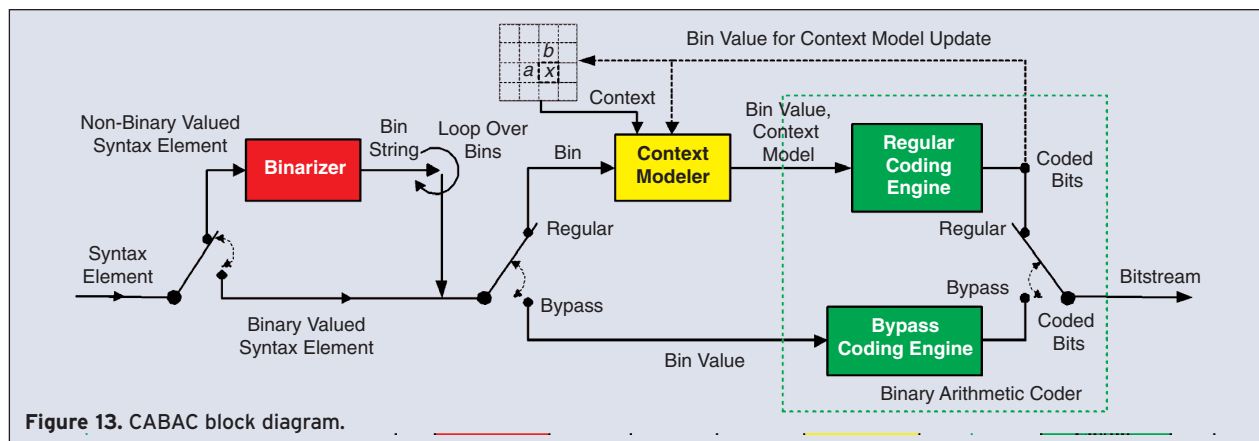 b
a x
Bin Value for Context Model Update
Context
Non-Binary Valued
Syntax Element
Bin
String
Loop Over
Bins
Binarizer
Bin
Context
Modeler
Bin Value,
Context
Model
Regular
Coding
Engine
Coded
Bits
Syntax
Element
Regular
Regular
Bypass
Bypass
Bitstream
Binary Valued
Syntax Element
Bin Value
Bypass
Coding Engine
Coded
Bits
Binary Arithmetic Coder
Figure 13. CABAC block diagram.